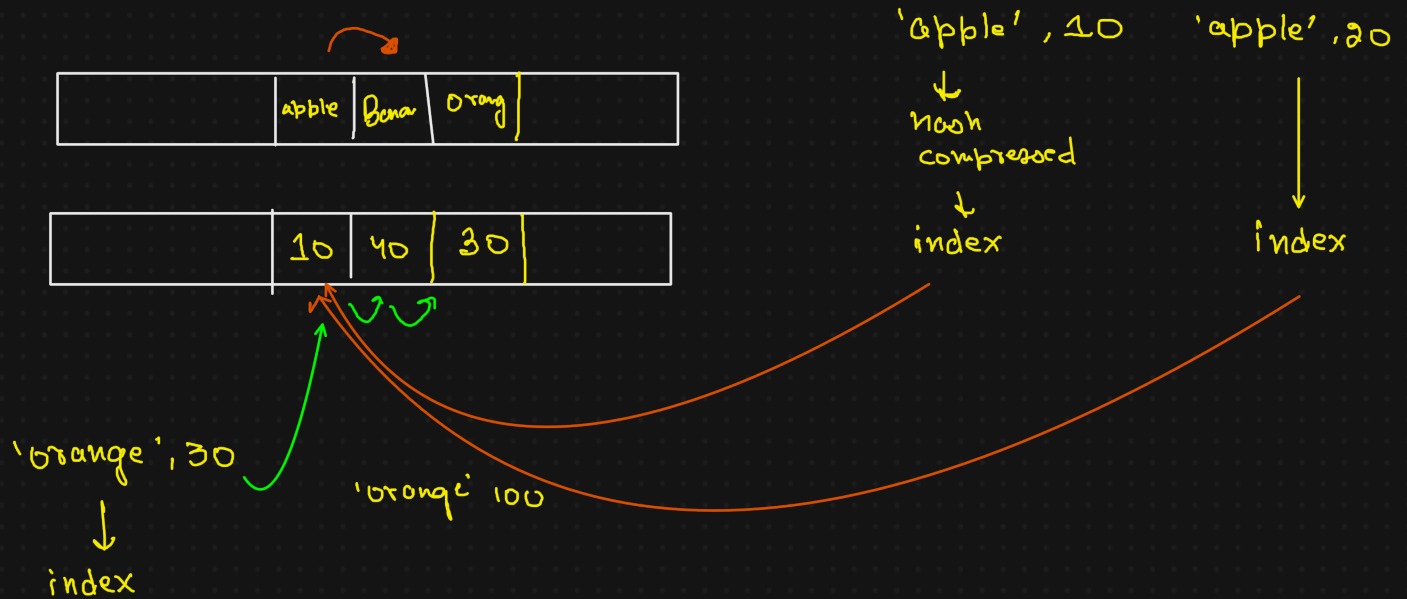 'apple', 10
'apple', 20
apple
Bana
orang
hash
compressed
index
index
10
40
30
'orange', 30
'orange' 100
index